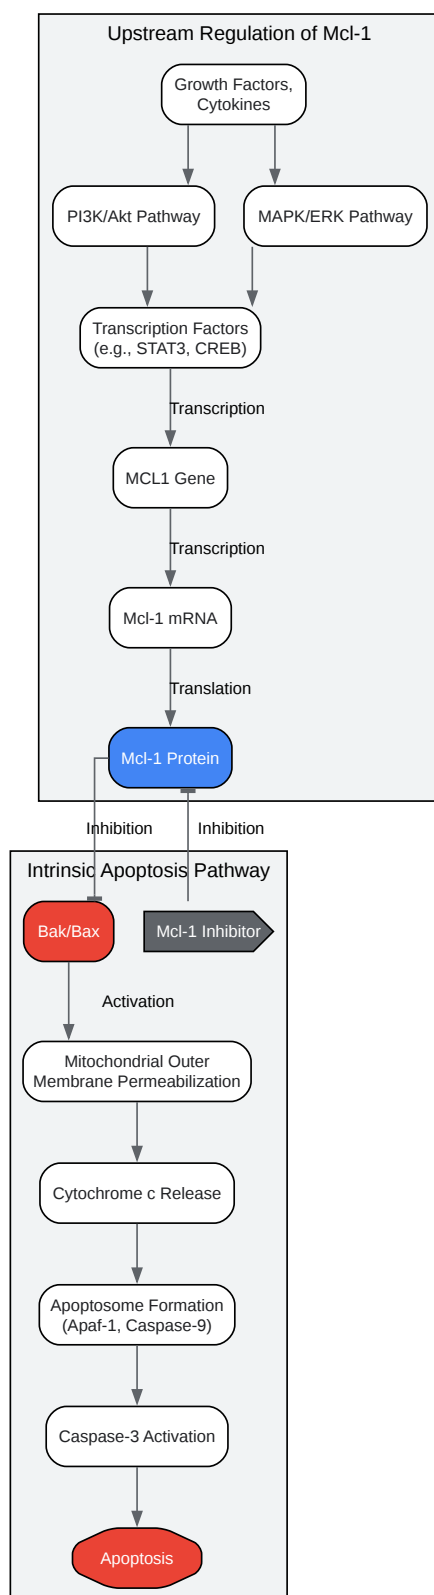 Upstream Regulation of Mcl-1
Growth Factors,
Cytokines
PI3K/Akt Pathway
MAPK/ERK Pathway
Transcription Factors
(e.g., STAT3, CREB)
Transcription
MCL1 Gene
Transcription
Mcl-1 mRNA
Translation
Mcl-1 Protein
Inhibition
Inhibition
Intrinsic Apoptosis Pathway
Bak/Bax
Mcl-1 Inhibitor
Activation
Mitochondrial Outer
Membrane Permeabilization
Cytochrome c Release
Apoptosome Formation
(Apaf-1, Caspase-9)
Caspase-3 Activation
Apoptosis